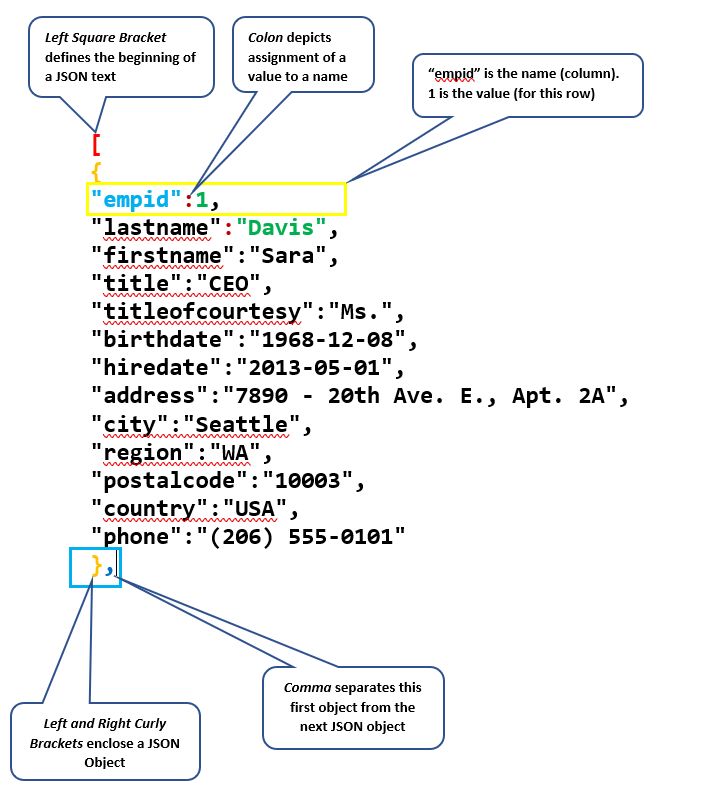 Left Square Bracket
defines the beginning of
a JSON text
Colon depicts
assignment of a
value to a name
“empid” is the name (column).
1 is the value (for this row)
[
{
"empid":1,
"lastname":"Davis",
"firstname":"Sara",
"title":"CEO",
"titleofcourtesy":"Ms.",
"birthdate":"1968-12-08",
"hiredate":"2013-05-01",
"address":"7890 - 20th Ave. E., Apt. 2A",
"city":"Seattle",
"region":"WA",
"postalcode":"10003",
"country":"USA",
"phone":"(206) 555-0101"
},
Comma separates this
first object from the
next JSON object
Left and Right Curly
Brackets enclose a JSON
Object